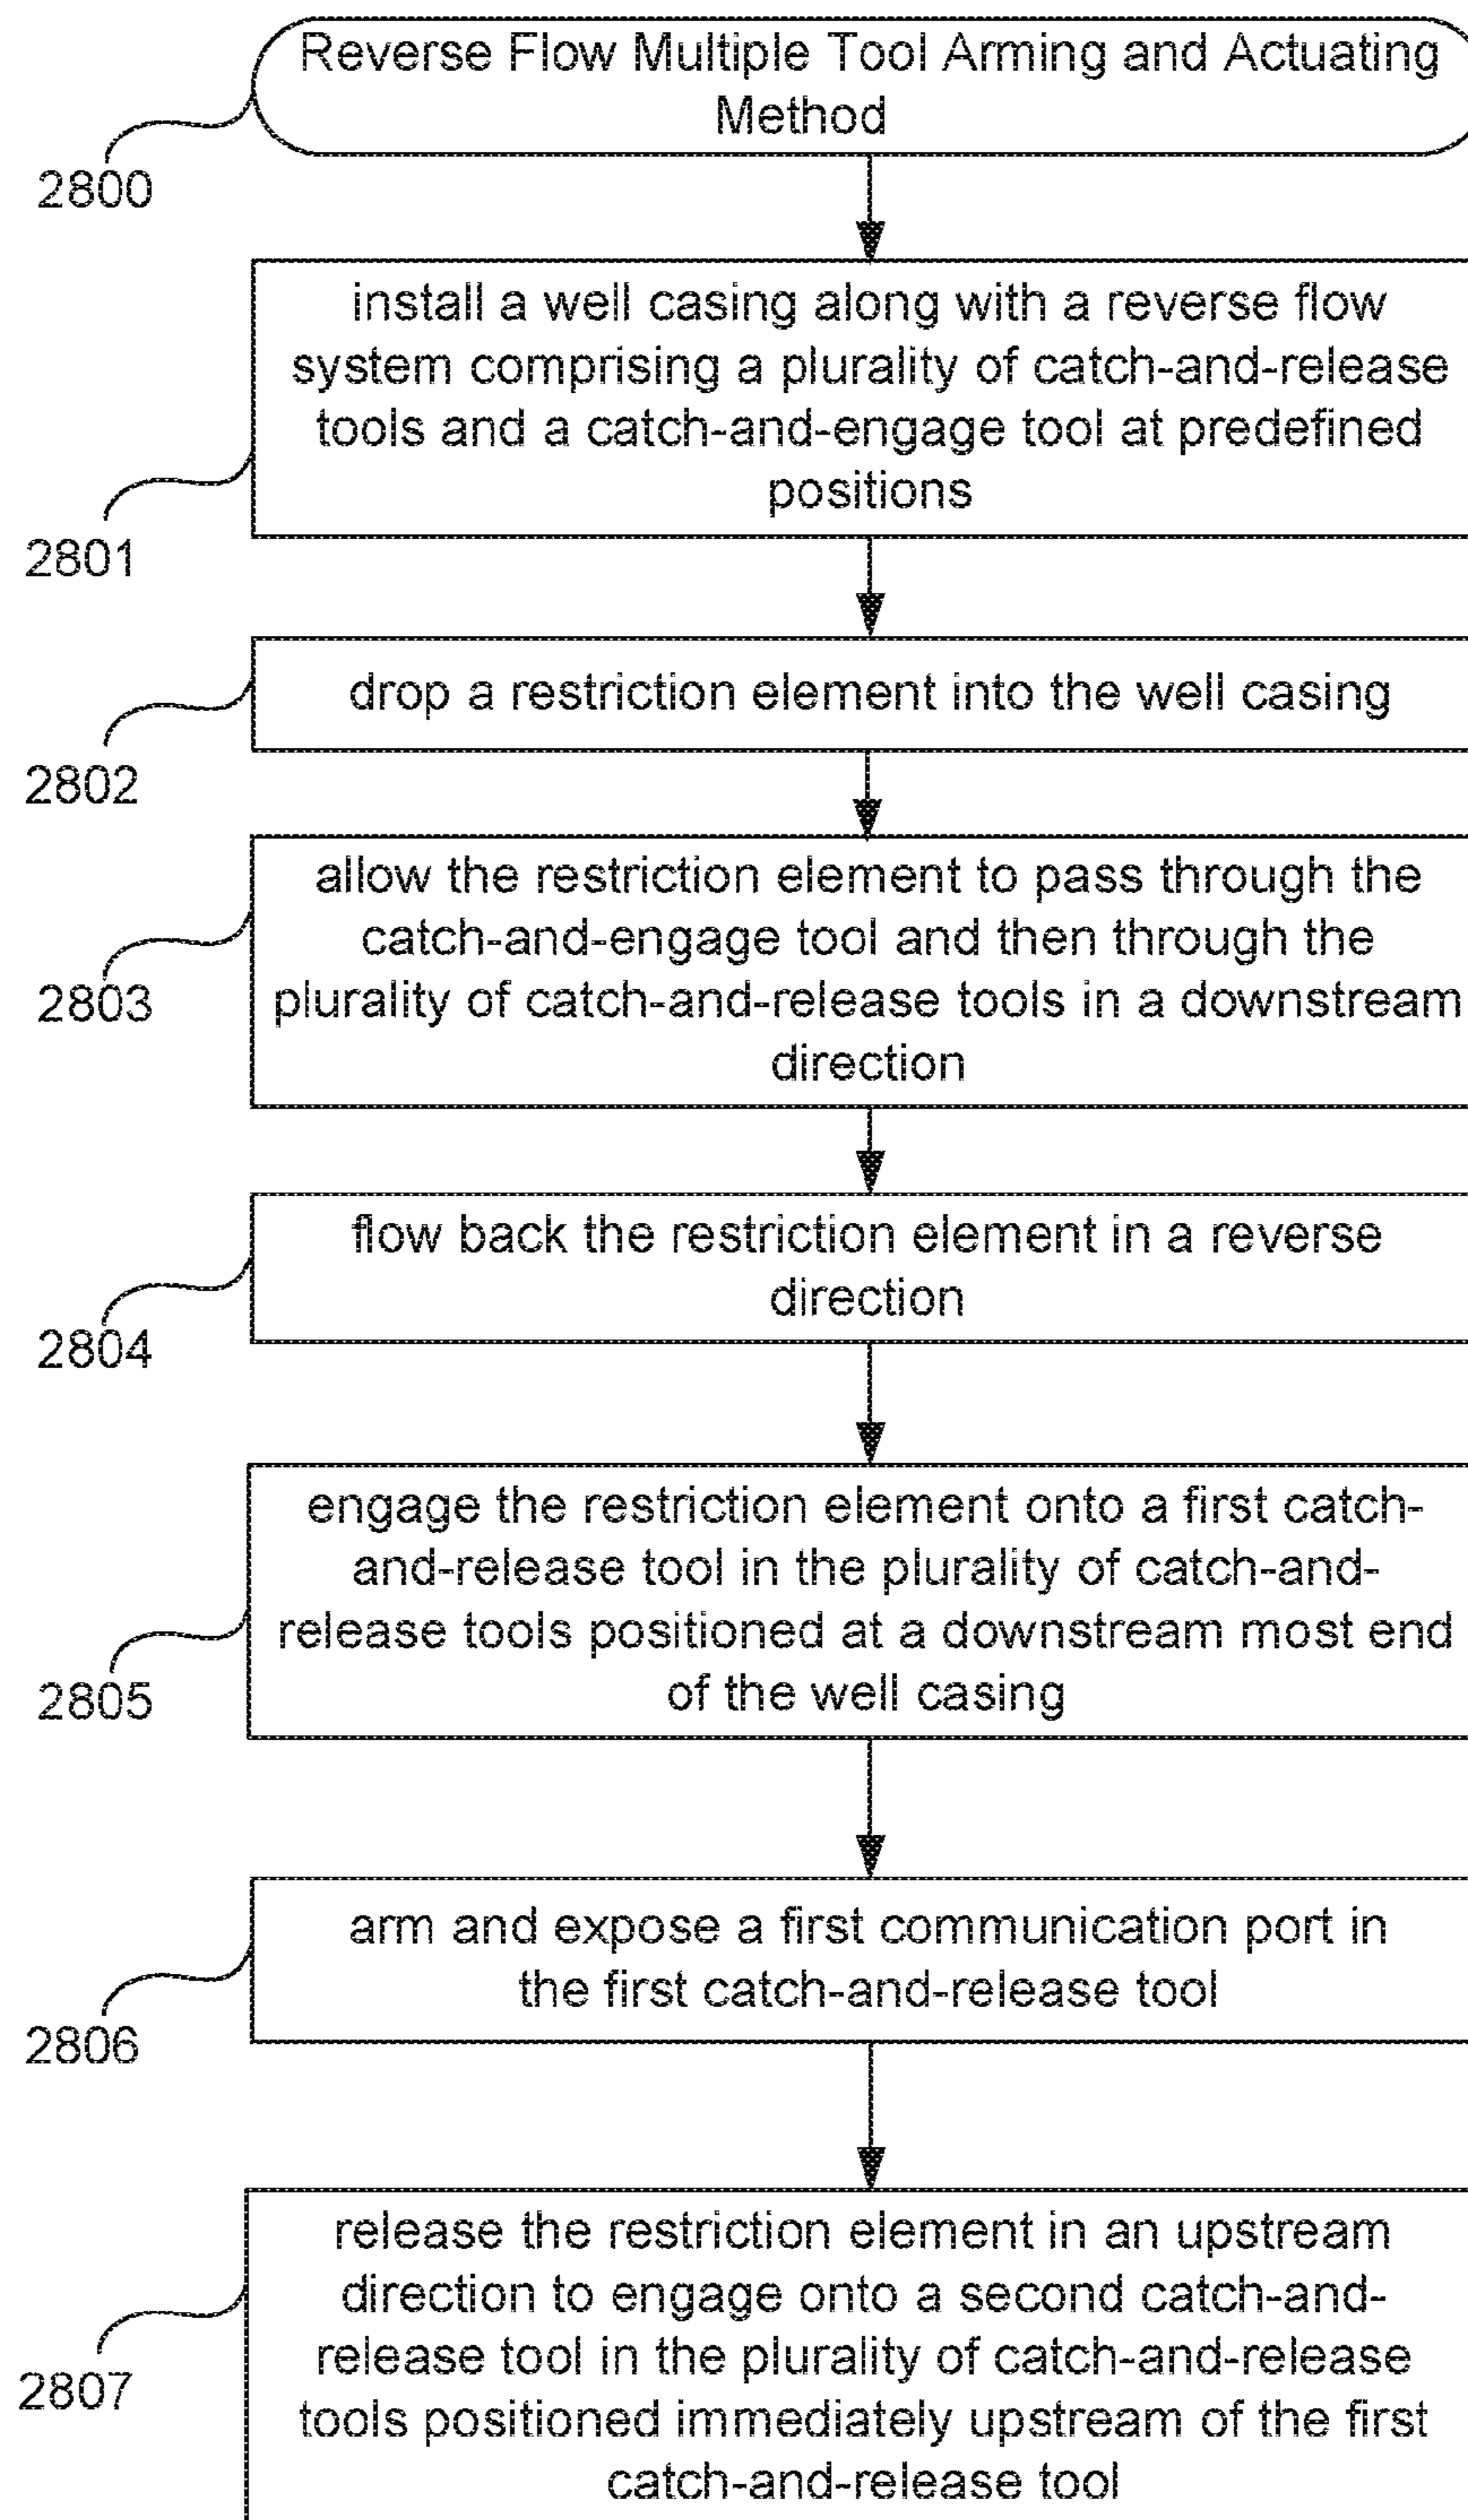 Reverse Flow Multiple Tool Arming and Actuating
Method
2800
install a well casing along with a reverse flow
system comprising a plurality of catch-and-release
tools and a catch-and-engage tool at predefined
positions
2801
drop a restriction element into the well casing
2802
allow the restriction element to pass through the
catch-and-engage tool and then through the
plurality of catch-and-release tools in a downstream
direction
2803
flow back the restriction element in a reverse
direction
2804
engage the restriction element onto a first catch-
and-release tool in the plurality of catch-and-
release tools positioned at a downstream most end
of the well casing
2805
arm and expose a first communication port in
the first catch-and-release tool
2806
release the restriction element in an upstream
direction to engage onto a second catch-and-
release tool in the plurality of catch-and-release
tools positioned immediately upstream of the first
catch-and-release tool
2807